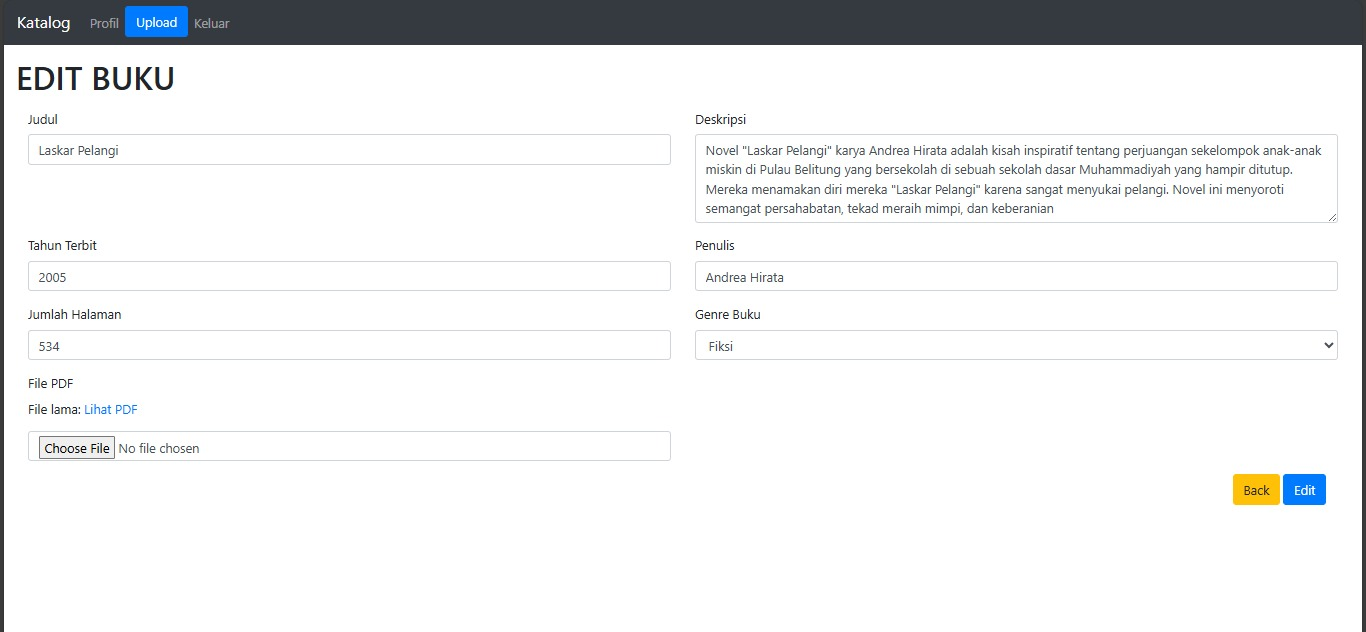 Katalog Profil Upload Keluar
EDIT BUKU
Judul
Laskar Pelangi
Deskripsi
Novel "Laskar Pelangi" karya Andrea Hirata adalah kisah inspiratif tentang perjuangan sekelompok anak-anak
miskin di Pulau Belitung yang bersekolah di sebuah sekolah dasar Muhammadiyah yang hampir ditutup.
Mereka menamakan diri mereka "Laskar Pelangi" karena sangat menyukai pelangi. Novel ini menyoroti
semangat persahabatan, tekad meraih mimpi, dan keberanian
Tahun Terbit
2005
Penulis
Andrea Hirata
Jumlah Halaman
534
Genre Buku
Fiksi
File PDF
File lama: Lihat PDF
Choose File No file chosen
Back Edit